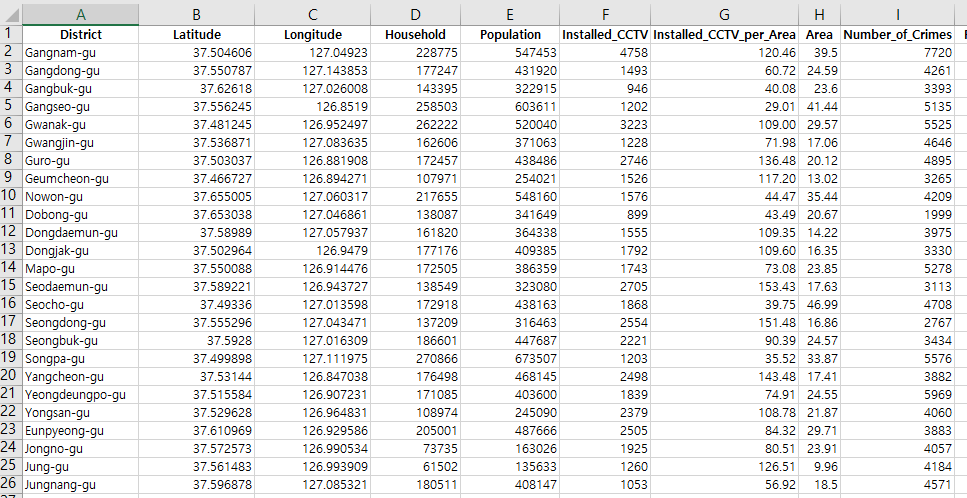 A B C D E F G H I
1 District Latitude Longitude Household Population Installed_CCTV Installed_CCTV_per_Area Area Number_of_Crimes
2 Gangnam-gu 37.504606 127.04923 228775 547453 4758 120.46 39.5 7720
3 Gangdong-gu 37.550787 127.143853 177247 431920 1493 60.72 24.59 4261
4 Gangbuk-gu 37.62618 127.026008 143395 322915 946 40.08 23.6 3393
5 Gangseo-gu 37.556245 126.8519 258503 603611 1202 29.01 41.44 5135
6 Gwanak-gu 37.481245 126.952497 262222 520040 3223 109.00 29.57 5525
7 Gwangjin-gu 37.536871 127.083635 162606 371063 1228 71.98 17.06 4646
8 Guro-gu 37.503037 126.881908 172457 438486 2746 136.48 20.12 4895
9 Geumcheon-gu 37.466727 126.894271 107971 254021 1526 117.20 13.02 3265
10 Nowon-gu 37.655005 127.060317 217655 548160 1576 44.47 35.44 4209
11 Dobong-gu 37.653038 127.046861 138087 341649 899 43.49 20.67 1999
12 Dongdaemun-gu 37.58989 127.057937 161820 364338 1555 109.35 14.22 3975
13 Dongjak-gu 37.502964 126.9479 177176 409385 1792 109.60 16.35 3330
14 Mapo-gu 37.550088 126.914476 172505 386359 1743 73.08 23.85 5278
15 Seodaemun-gu 37.589221 126.943727 138549 323080 2705 153.43 17.63 3113
16 Seocho-gu 37.49336 127.013598 172918 438163 1868 39.75 46.99 4708
17 Seongdong-gu 37.555296 127.043471 137209 316463 2554 151.48 16.86 2767
18 Seongbuk-gu 37.5928 127.016309 186601 447687 2221 90.39 24.57 3434
19 Songpa-gu 37.499898 127.111975 270866 673507 1203 35.52 33.87 5576
20 Yangcheon-gu 37.53144 126.847038 176498 468145 2498 143.48 17.41 3882
21 Yeongdeungpo-gu 37.515584 126.907231 171085 403600 1839 74.91 24.55 5969
22 Yongsan-gu 37.529628 126.964831 108974 245090 2379 108.78 21.87 4060
23 Eunpyeong-gu 37.610969 126.929586 205001 487666 2505 84.32 29.71 3883
24 Jongno-gu 37.572573 126.990534 73735 163026 1925 80.51 23.91 4057
25 Jung-gu 37.561483 126.993909 61502 135633 1260 126.51 9.96 4184
26 Jungnang-gu 37.596878 127.085321 180511 408147 1053 56.92 18.5 4571